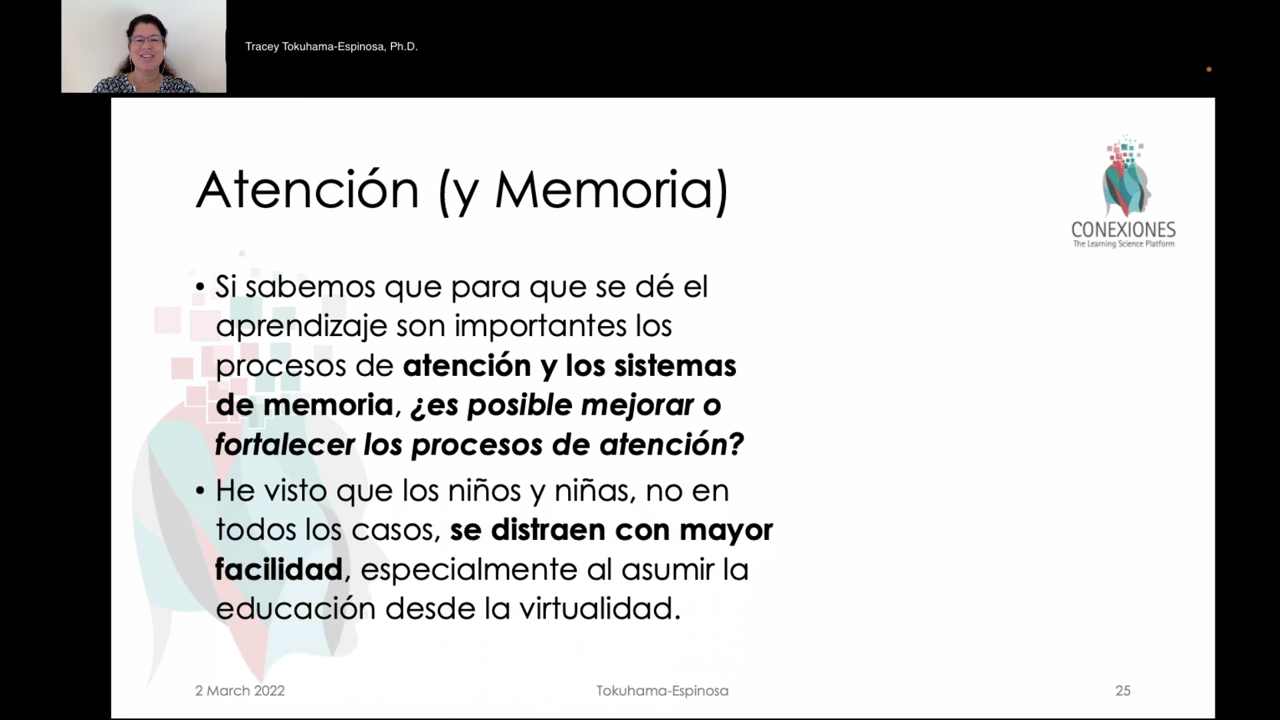 Tracey Tokuhama-Espinosa, Ph.D.
CONEXIONES
The Learning Science Platform
Atención (y Memoria)
• Si sabemos que para que se dé el
aprendizaje son importantes los
procesos de atención y los sistemas
de memoria, ¿es posible mejorar o
fortalecer los procesos de atención?
• He visto que los niños y niñas, no en
todos los casos, se distraen con mayor
facilidad, especialmente al asumir la
educación desde la virtualidad.
2 March 2022
Tokuhama-Espinosa
25